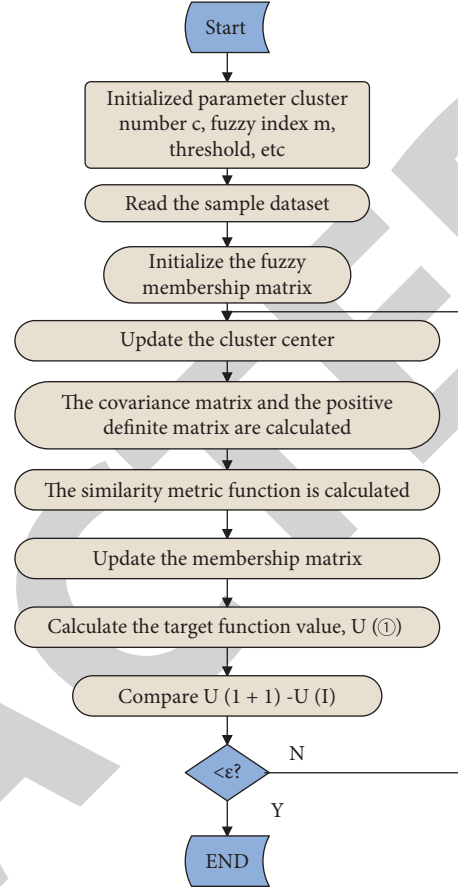 Start
Initialized parameter cluster
number c, fuzzy index m,
threshold, etc
Read the sample dataset
Initialize the fuzzy
membership matrix
Update the cluster center
The covariance matrix and the positive
definite matrix are calculated
The similarity metric function is calculated
Update the membership matrix
Calculate the target function value, U (①)
Compare U (1 + 1) -U (I)
<ε?
N
Y
END